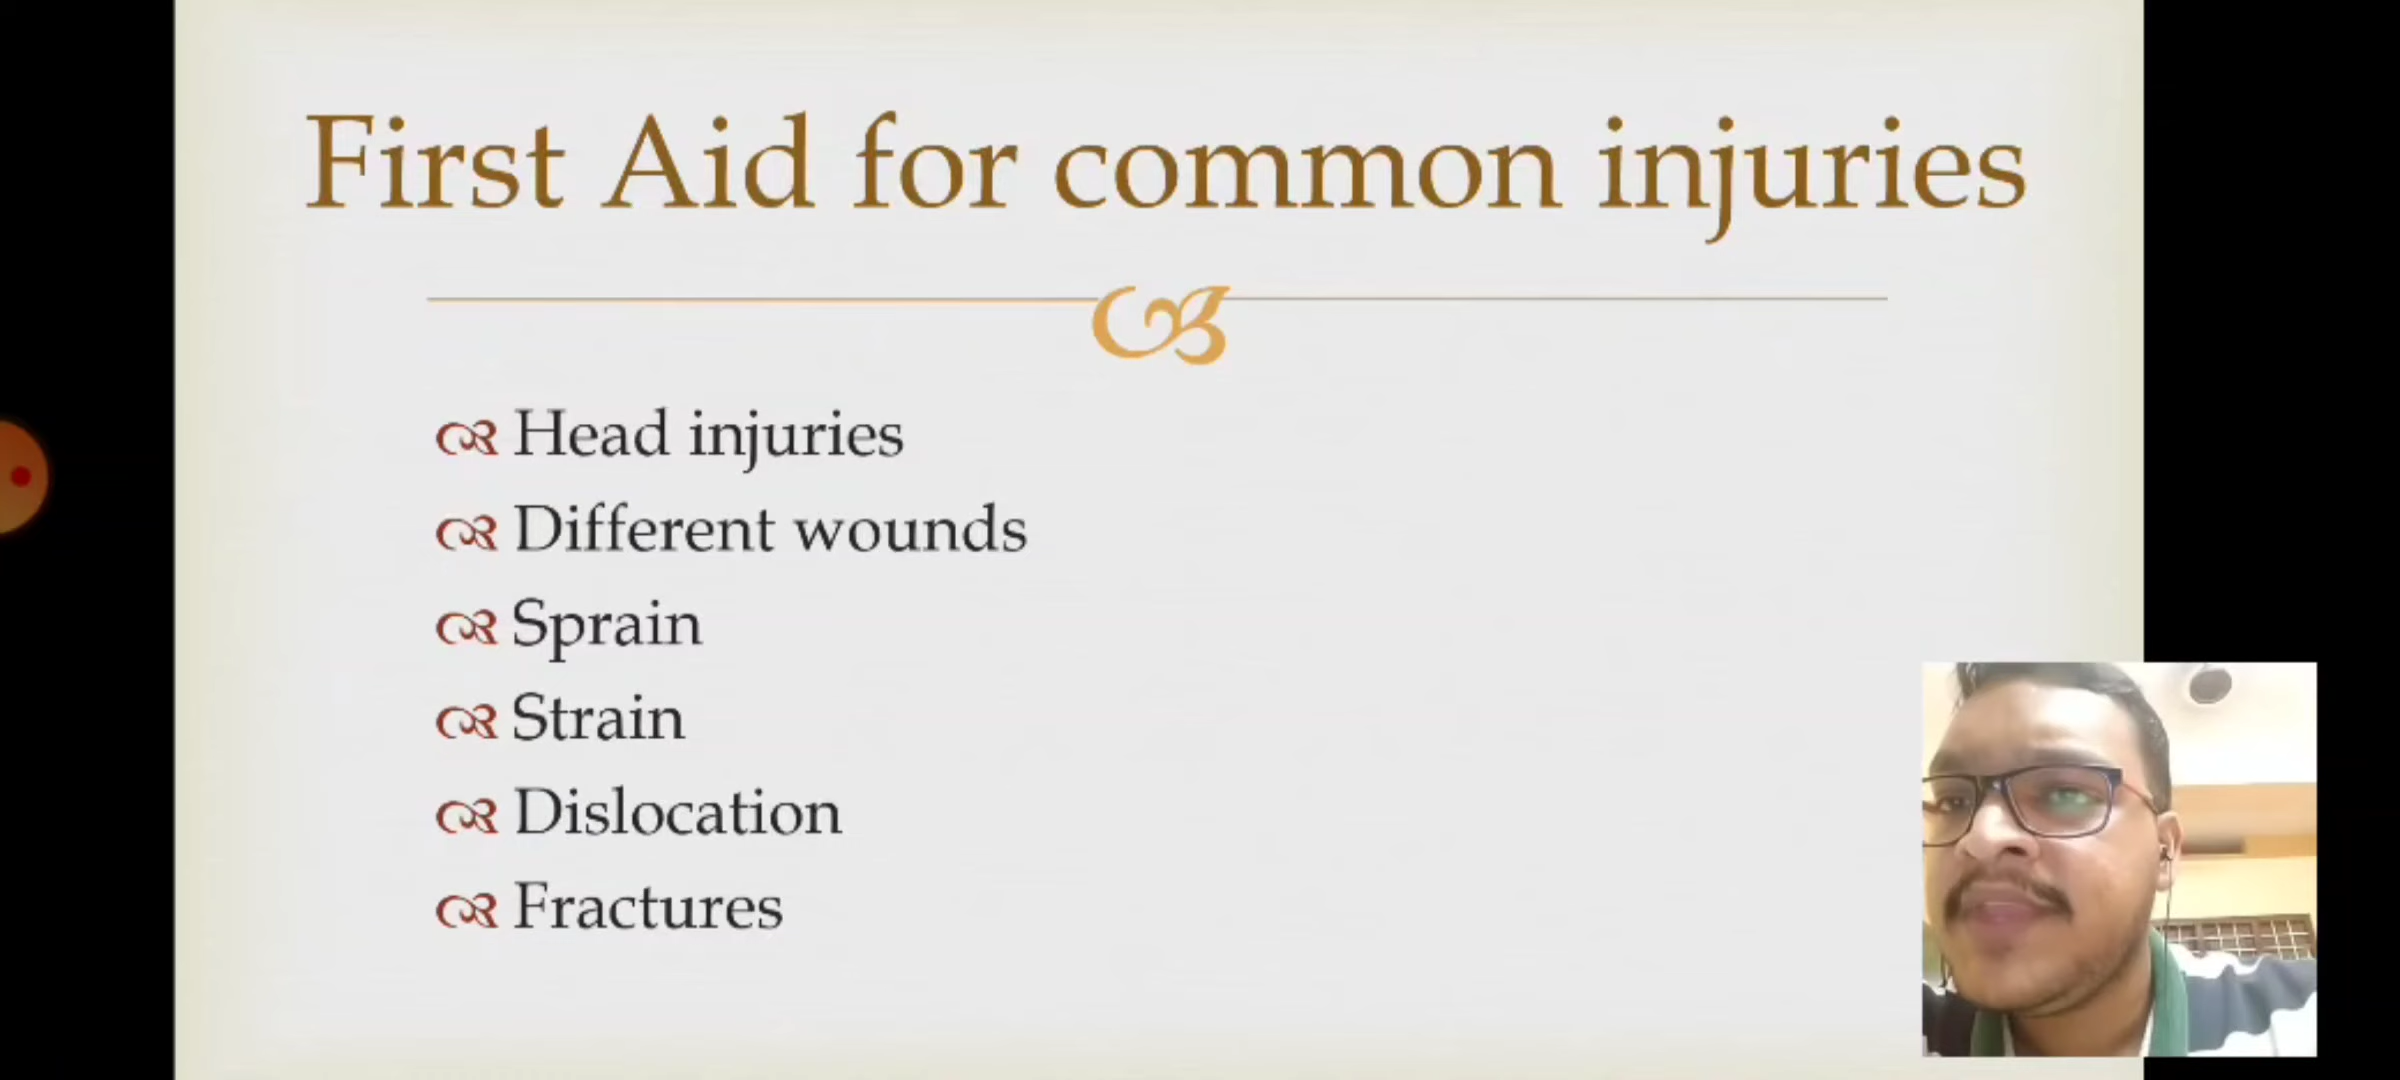 First Aid for common injuries
Head injuries
Different wounds
Sprain
Strain
Dislocation
Fractures